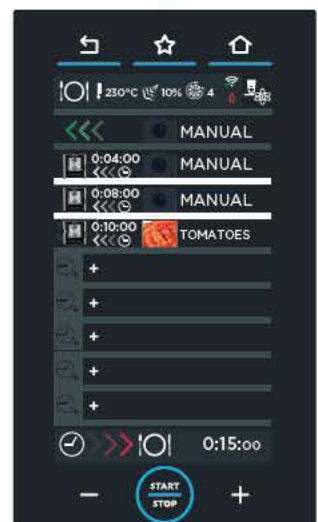 230°C 10% 4 0
MANUAL
0:04:00 MANUAL
0:08:00 MANUAL
0:10:00 TOMATOES
+
+
+
+
+
0:15:00
− START STOP +